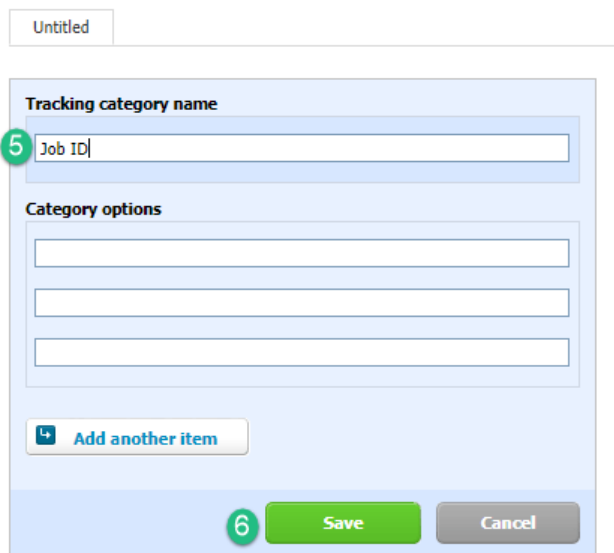 Untitled
Tracking category name
5 Job ID
Category options
Add another item
6 Save Cancel